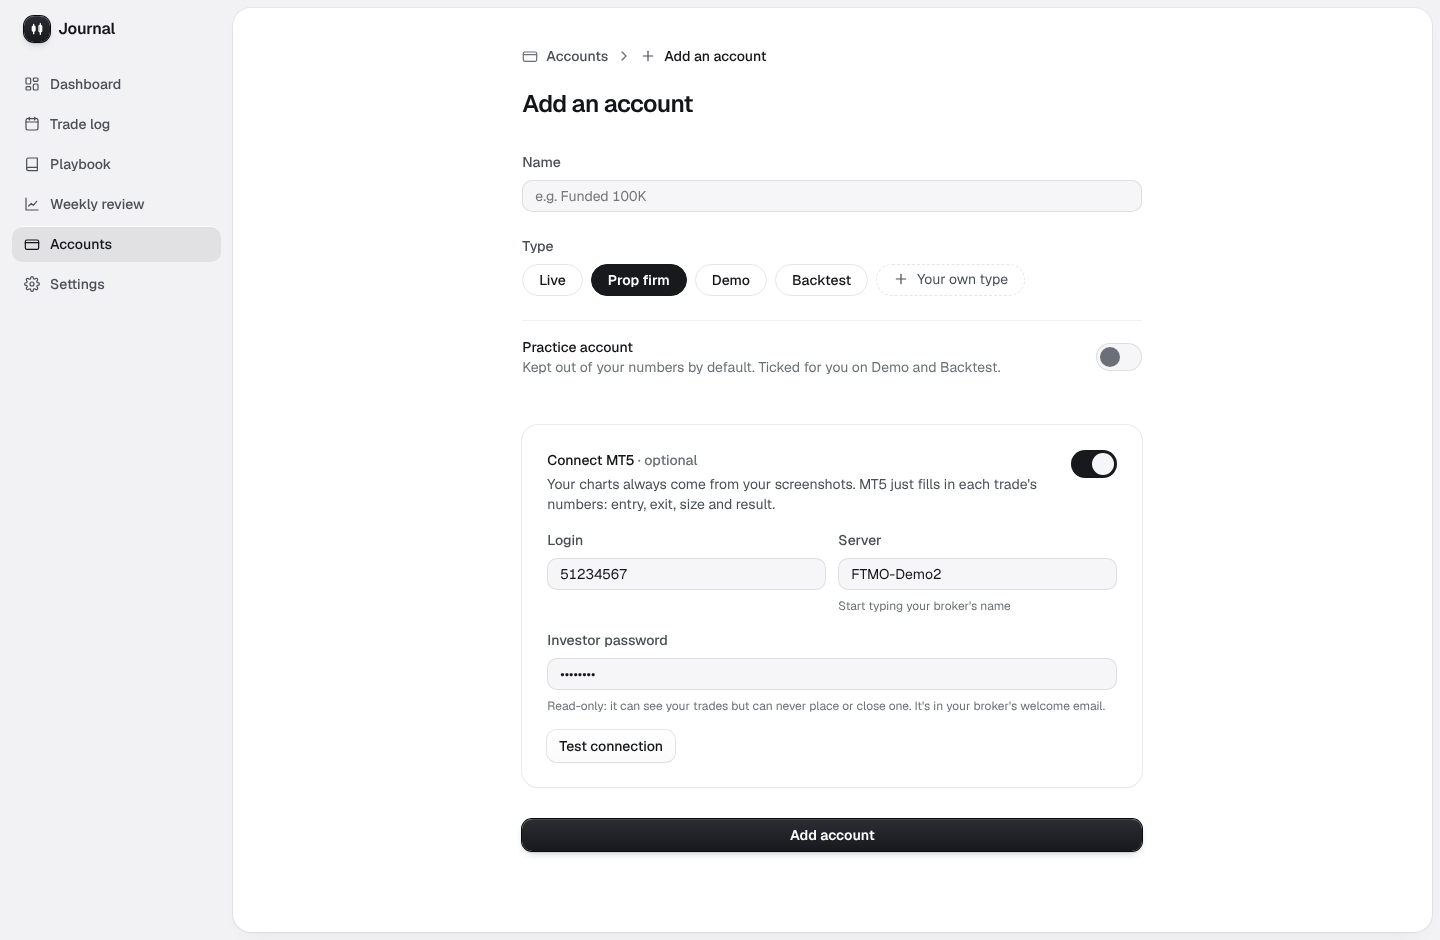 Journal
Dashboard
Trade log
Playbook
Weekly review
Accounts
Settings
Accounts
Add an account
Add an account
Name
e.g. Funded 100K
Type
Live
Prop firm
Demo
Backtest
Your own type
Practice account
Kept out of your numbers by default. Ticked for you on Demo and Backtest.
Connect MT5 · optional
Your charts always come from your screenshots. MT5 just fills in each trade's
numbers: entry, exit, size and result.
Login
Server
51234567
FTMO-Demo2
Start typing your broker's name
Investor password
••••••••
Read-only: it can see your trades but can never place or close one. It's in your broker's welcome email.
Test connection
Add account